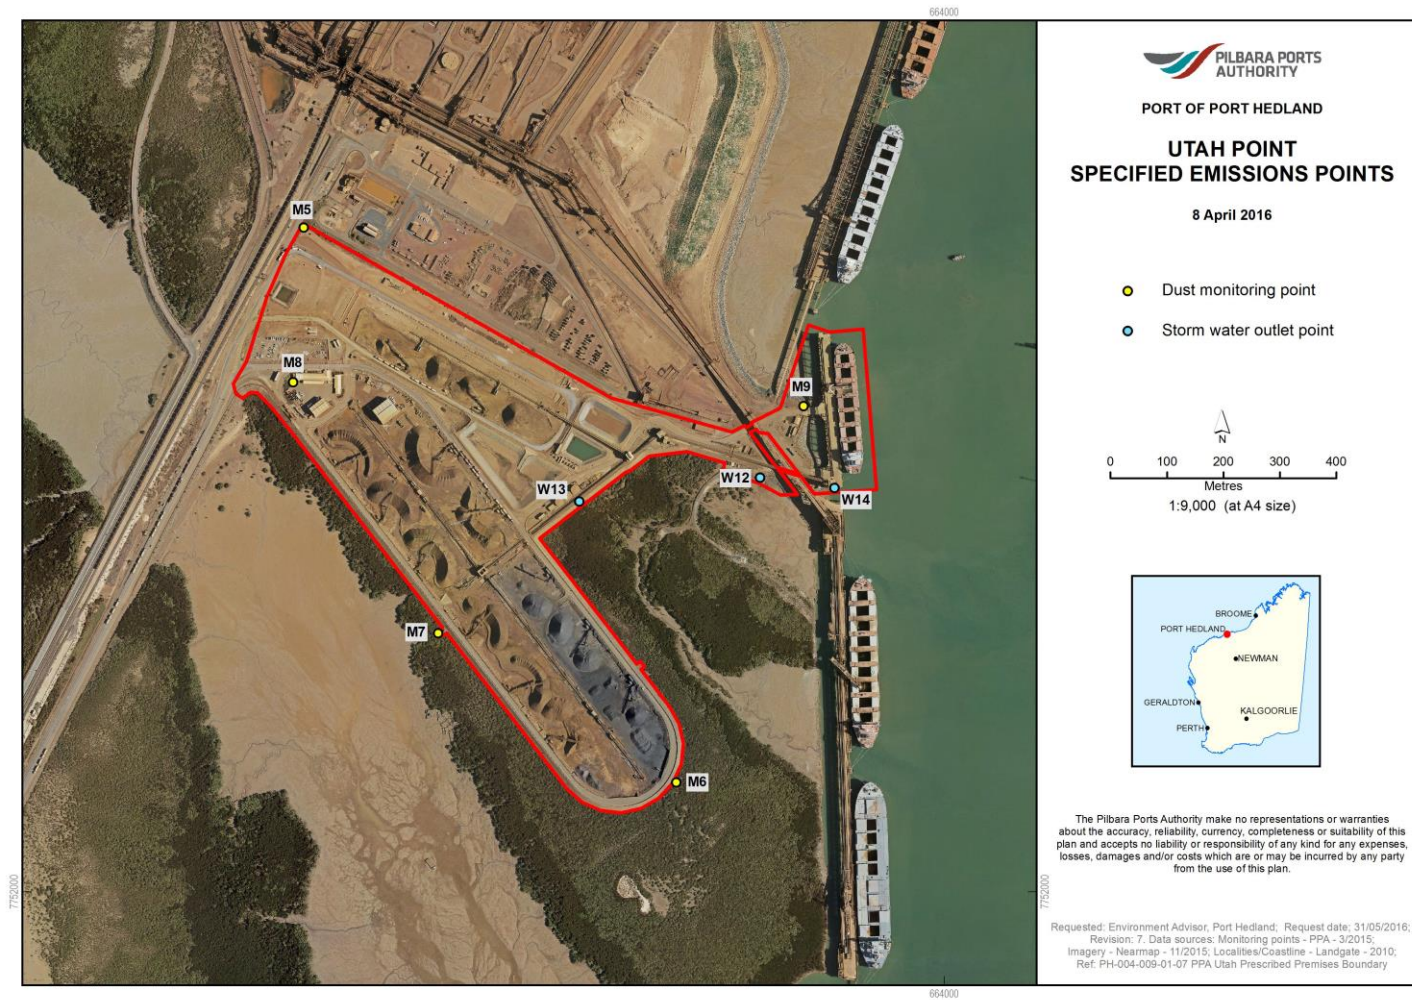 664000
PILBARA PORTS
AUTHORITY
PORT OF PORT HEDLAND
UTAH POINT
SPECIFIED EMISSIONS POINTS
8 April 2016
Dust monitoring point
Storm water outlet point
N
0 100 200 300 400
Metres
1:9,000 (at A4 size)
M5
M8
M9
W12
W13
W14
M7
M6
BROOME
PORT HEDLAND
NEWMAN
GERALDTON
KALGOORLIE
PERTH
The Pilbara Ports Authority make no representations or warranties
about the accuracy, reliability, currency, completeness or suitability of this
plan and accepts no liability or responsibility of any kind for any expenses,
losses, damages and/or costs which are or may be incurred by any party
from the use of this plan.
7752000
7752000
Requested: Environment Advisor, Port Hedland; Request date; 31/05/2016;
Revision: 7. Data sources: Monitoring points - PPA - 3/2015;
Imagery - Nearmap - 11/2015; Localities/Coastline - Landgate - 2010;
Ref: PH-004-009-01-07 PPA Utah Prescribed Premises Boundary
664000